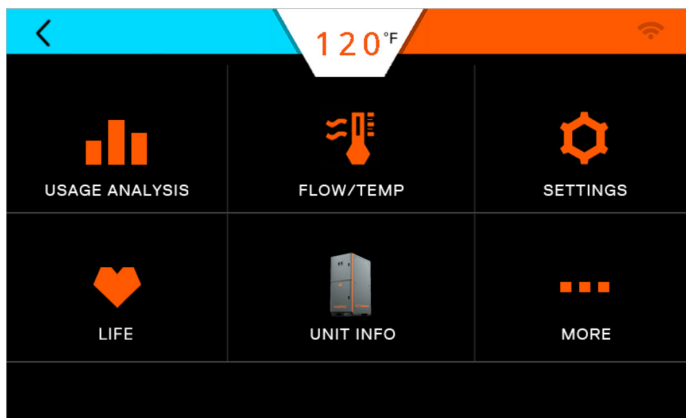 120°F
USAGE ANALYSIS
FLOW/TEMP
SETTINGS
LIFE
UNIT INFO
MORE